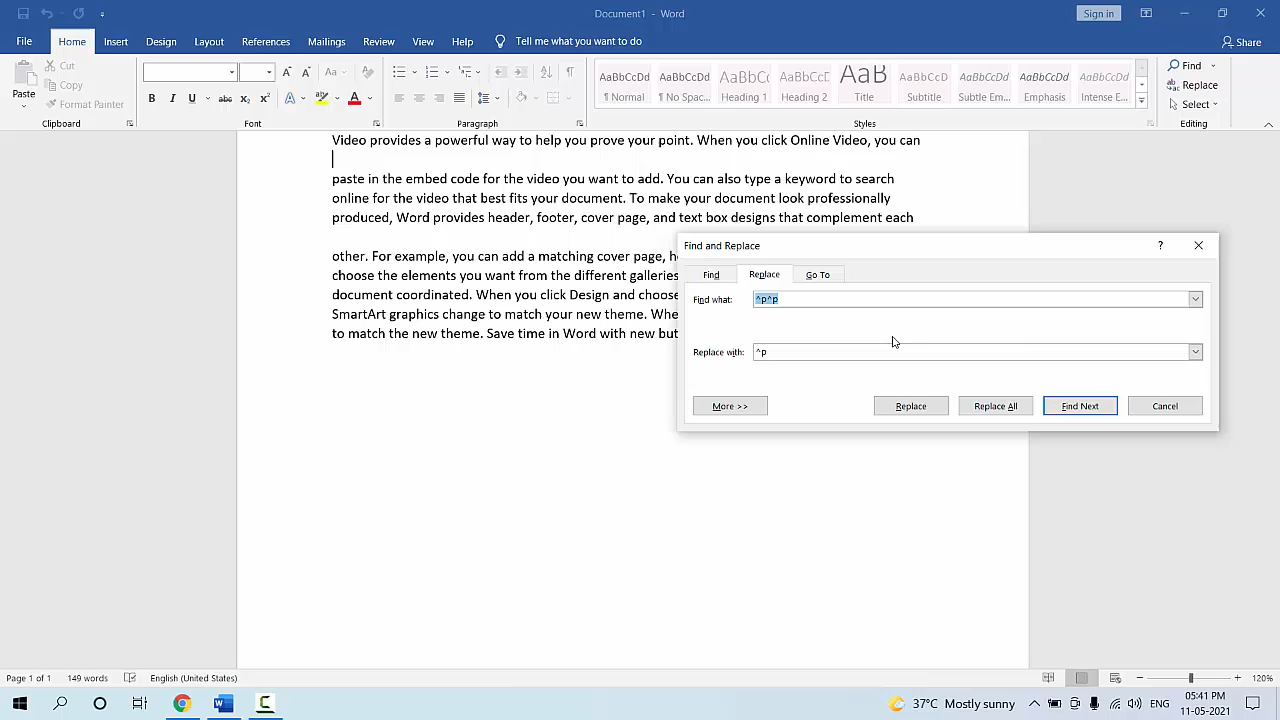 Document1 - Word
Sign in
File Home Insert Design Layout References Mailings Review View Help Tell me what you want to do Share
Paste
Cut
Copy
Format Painter
Clipboard
B I U abc x₂ x²
Aa
A
Font
Paragraph
AaBbCcDd AaBbCcDd AaBbCc AaBbCcE AaB AaBbCcD AaBbCcDd AaBbCcDd AaBbCcDd
¶ Normal ¶ No Spac... Heading 1 Heading 2 Title Subtitle Subtle Em... Emphasis Intense E...
Styles
Find
Replace
Select
Editing
Video provides a powerful way to help you prove your point. When you click Online Video, you can
paste in the embed code for the video you want to add. You can also type a keyword to search
online for the video that best fits your document. To make your document look professionally
produced, Word provides header, footer, cover page, and text box designs that complement each
other. For example, you can add a matching cover page, he
choose the elements you want from the different galleries
document coordinated. When you click Design and choose
SmartArt graphics change to match your new theme. Whe
to match the new theme. Save time in Word with new but
Find and Replace
?
Find Replace Go To
Find what: ^p^p
Replace with: ^p
More >> Replace Replace All Find Next Cancel
Page 1 of 1 149 words English (United States) 120%
37°C Mostly sunny ENG 05:41 PM
11-05-2021